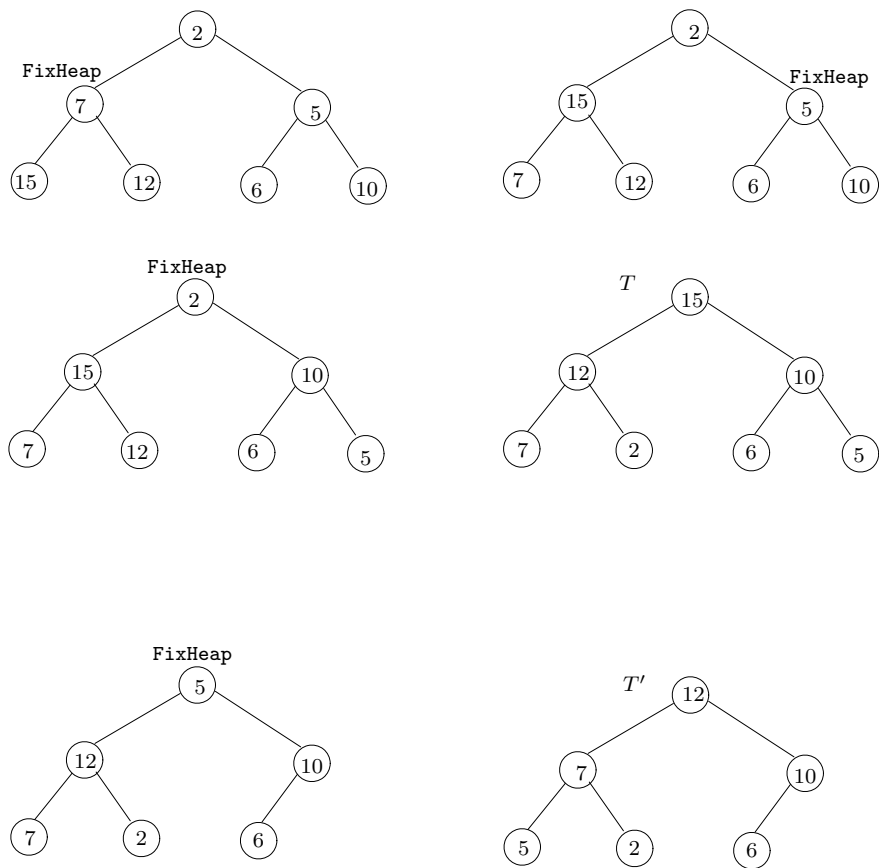 2 2
FixHeap FixHeap
7 5 15 5
15 12 6 10 7 12 6 10
FixHeap T
2 15
15 10 12 10
7 12 6 5 7 2 6 5
FixHeap T′
5 12
12 10 7 10
7 2 6 5 2 6